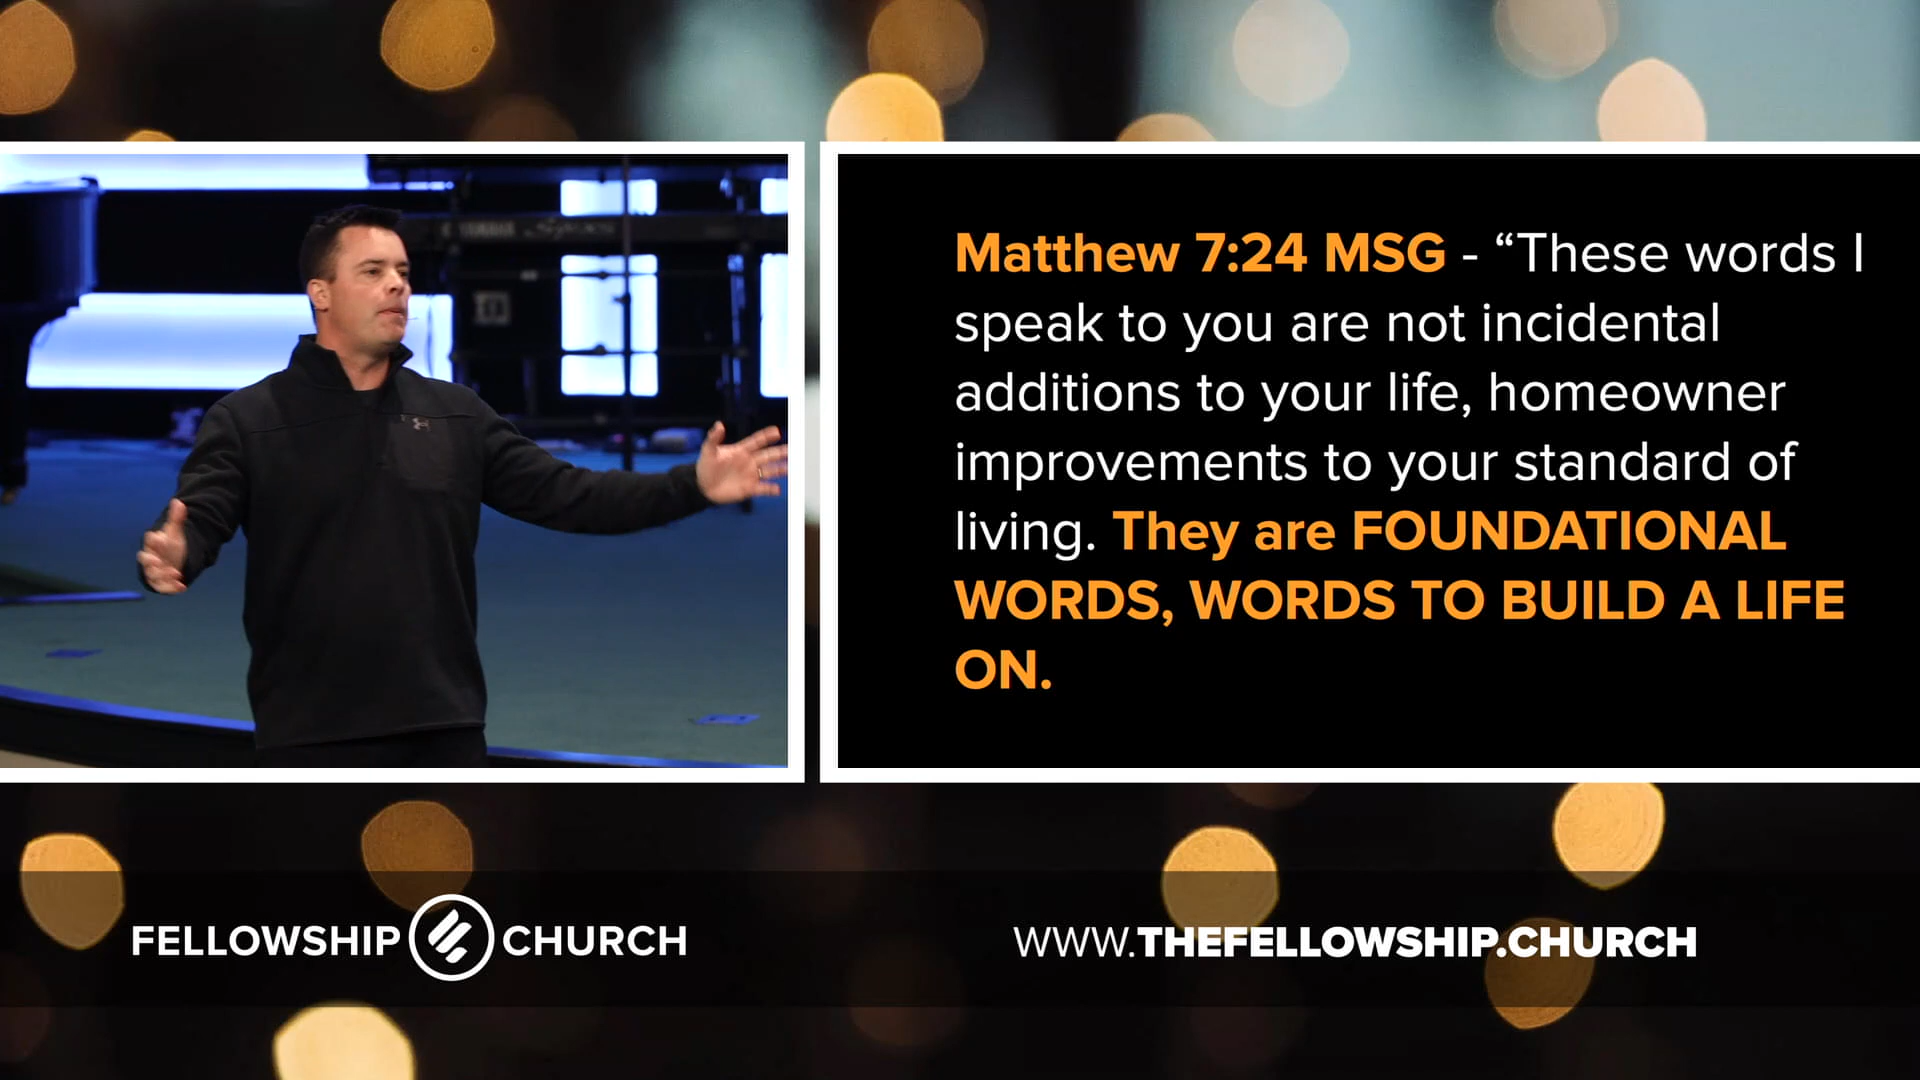 Matthew 7:24 MSG - “These words I
speak to you are not incidental
additions to your life, homeowner
improvements to your standard of
living. They are FOUNDATIONAL
WORDS, WORDS TO BUILD A LIFE
ON.
FELLOWSHIP CHURCH
WWW.THEFELLOWSHIP.CHURCH
YAMAHA